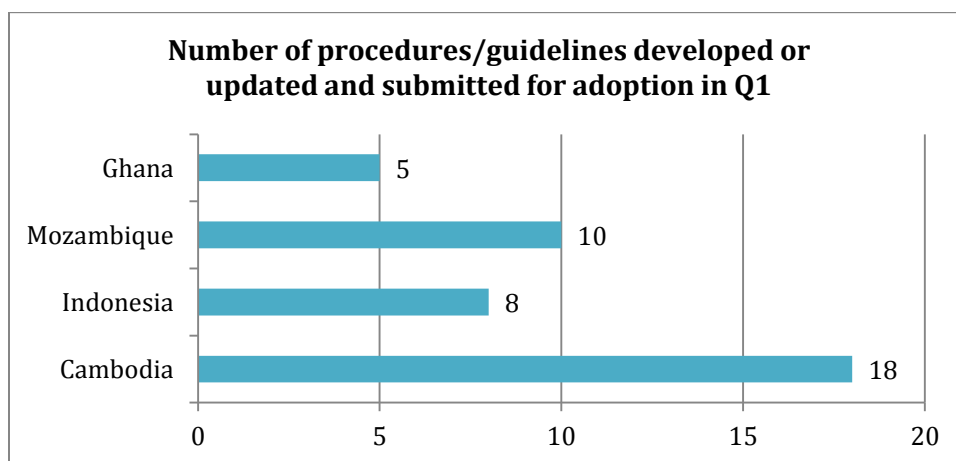 Number of procedures/guidelines developed or
updated and submitted for adoption in Q1
Ghana
5
Mozambique
10
Indonesia
8
Cambodia
18
0 5 10 15 20